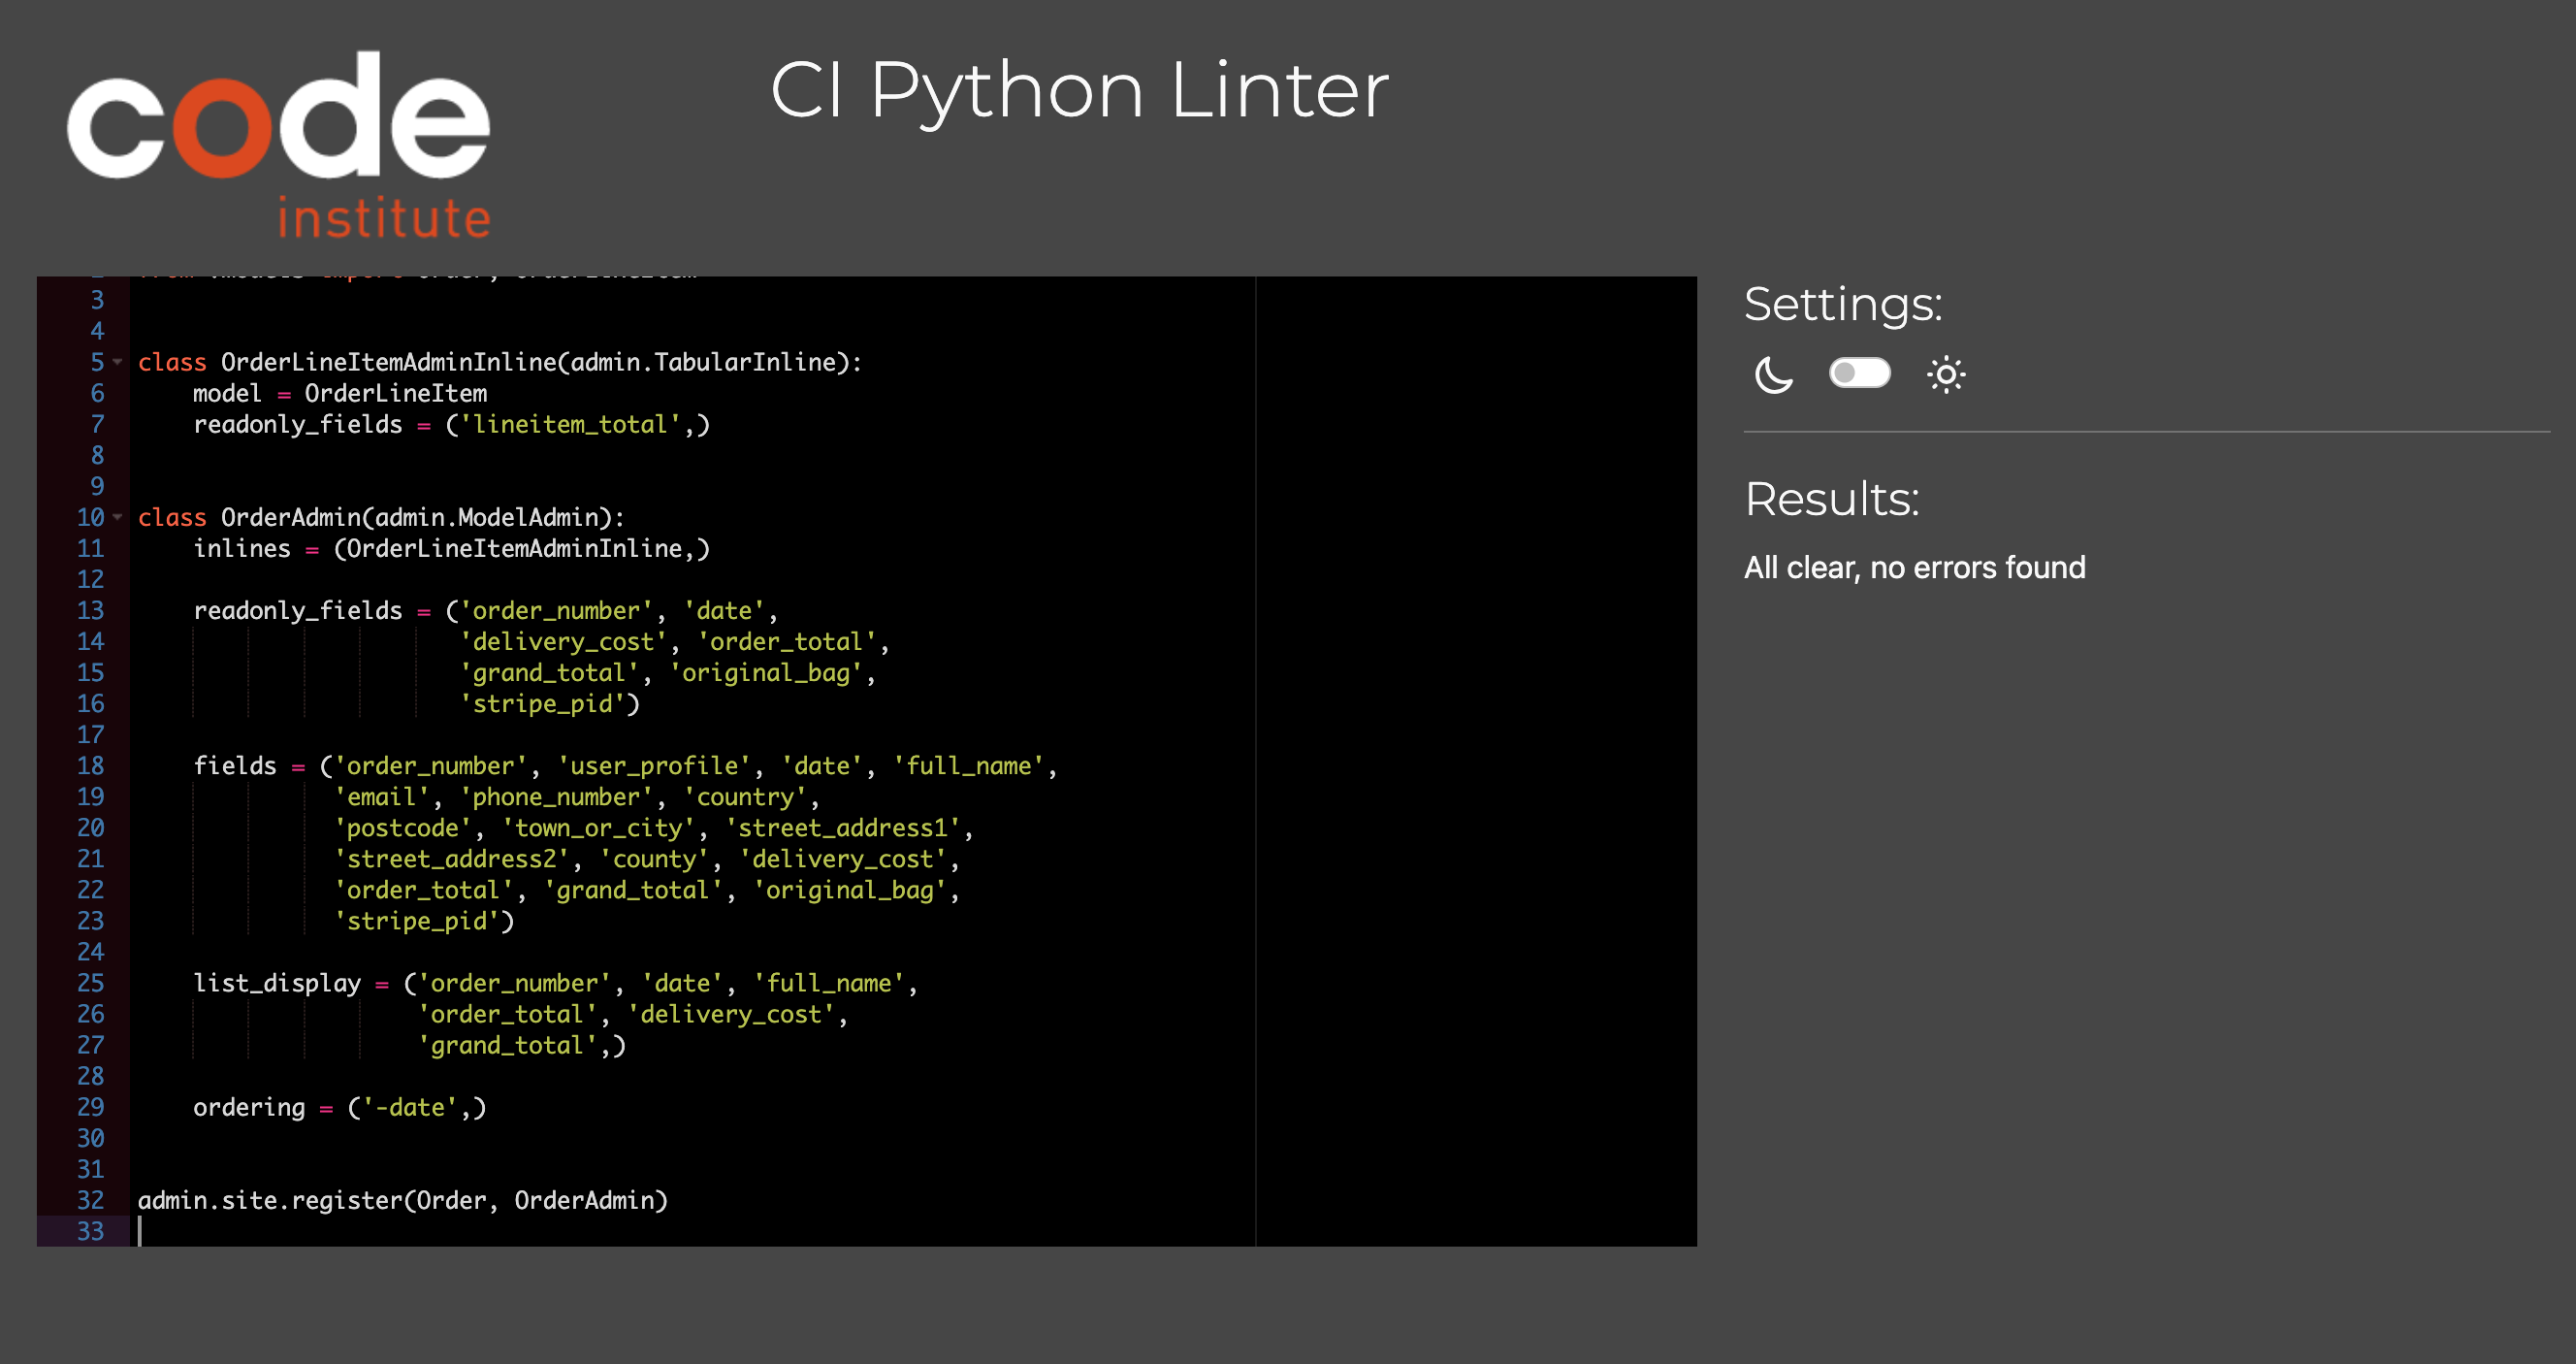 code
institute
CI Python Linter
3
4
5 class OrderLineItemAdminInline(admin.TabularInline):
6     model = OrderLineItem
7     readonly_fields = ('lineitem_total',)
8
9
10 class OrderAdmin(admin.ModelAdmin):
11     inlines = (OrderLineItemAdminInline,)
12
13     readonly_fields = ('order_number', 'date',
14                        'delivery_cost', 'order_total',
15                        'grand_total', 'original_bag',
16                        'stripe_pid')
17
18     fields = ('order_number', 'user_profile', 'date', 'full_name',
19               'email', 'phone_number', 'country',
20               'postcode', 'town_or_city', 'street_address1',
21               'street_address2', 'county', 'delivery_cost',
22               'order_total', 'grand_total', 'original_bag',
23               'stripe_pid')
24
25     list_display = ('order_number', 'date', 'full_name',
26                     'order_total', 'delivery_cost',
27                     'grand_total',)
28
29     ordering = ('-date',)
30
31
32 admin.site.register(Order, OrderAdmin)
33
Settings:
Results:
All clear, no errors found